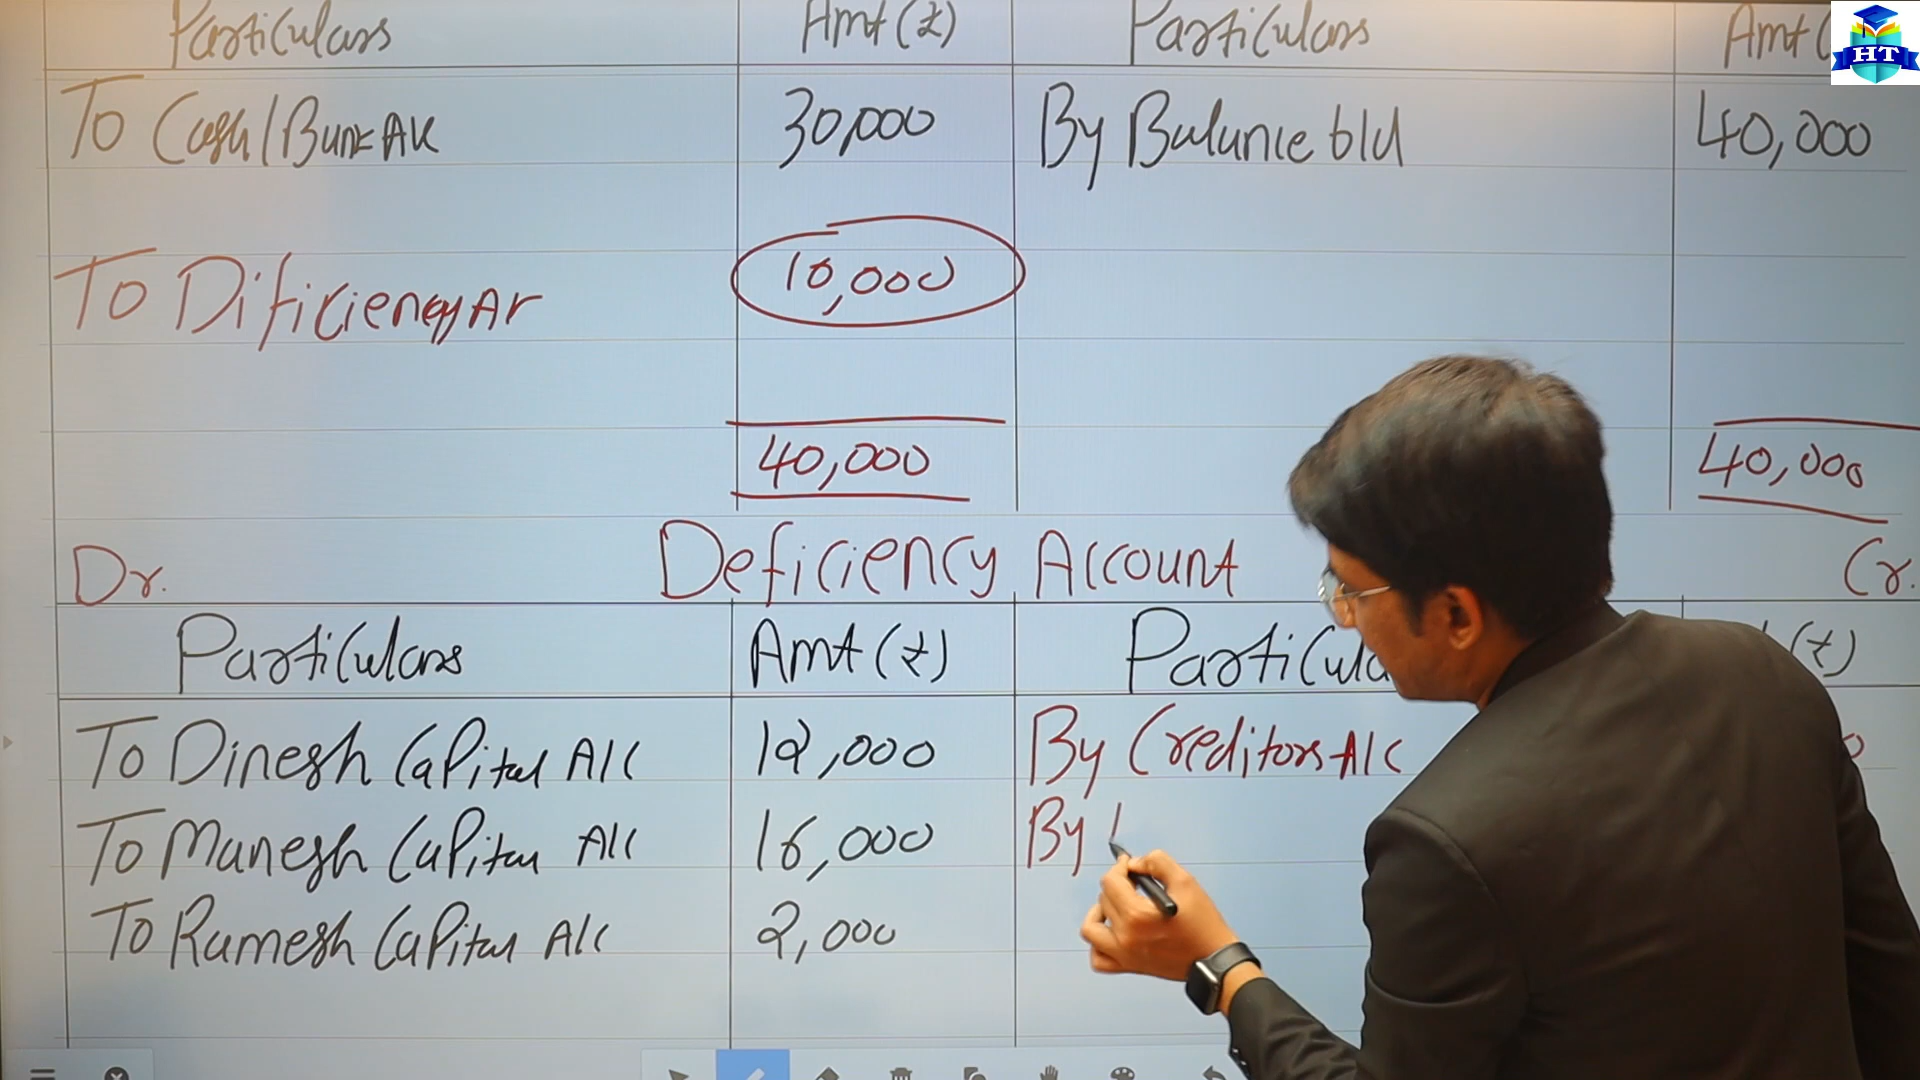 Particulars Amt (₹) Particulars Amt (
HT
To Cash/Bank A/c 30,000 By Balance b/d 40,000
To Dificiency A/c 10,000
40,000 40,000
Dr. Deficiency Account Cr.
Particulars Amt (₹) Particula (₹)
To Dinesh Capital A/c 12,000 By Creditors A/c
To Manesh Capital A/c 16,000 By
To Ramesh Capital A/c 2,000